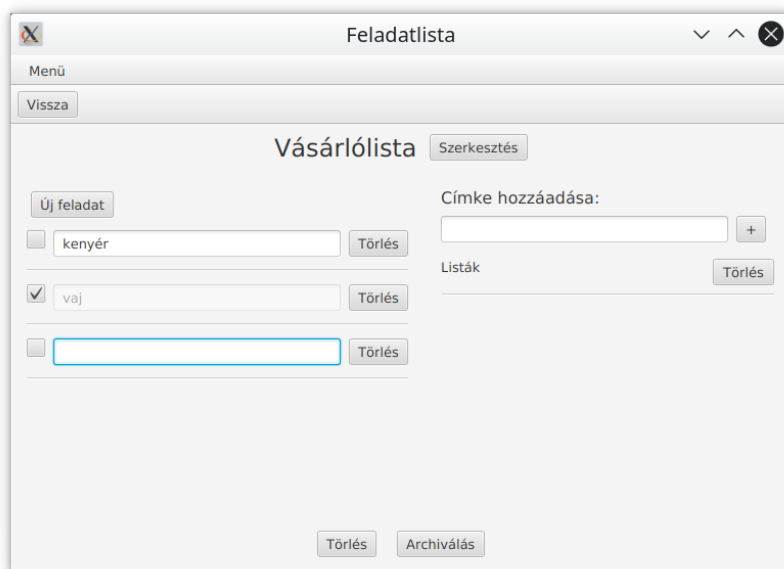 Feladatlista
Menü
Vissza
Vásárlólista Szerkesztés
Új feladat
kenyér Törlés
vaj Törlés
Törlés
Címke hozzáadása:
+
Listák Törlés
Törlés Archiválás